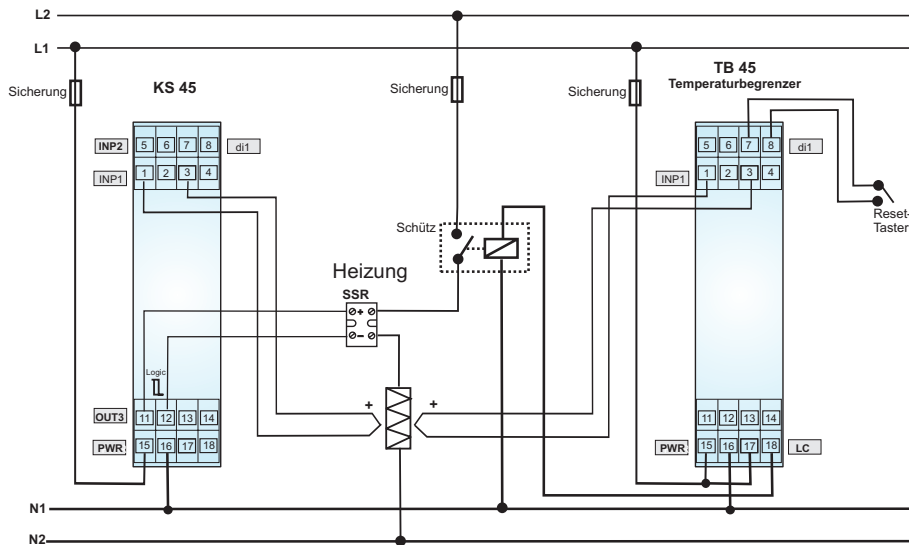 L2
L1
Sicherung
KS 45
Sicherung
Sicherung
TB 45
Temperaturbegrenzer
INP2
5 6 7 8
di1
INP1
1 2 3 4
5 6 7 8
di1
INP1
1 2 3 4
Reset-
Taster
Schütz
Heizung
SSR
+
–
Logic
+
+
OUT3
11 12 13 14
PWR
15 16 17 18
11 12 13 14
PWR
15 16 17 18
LC
N1
N2